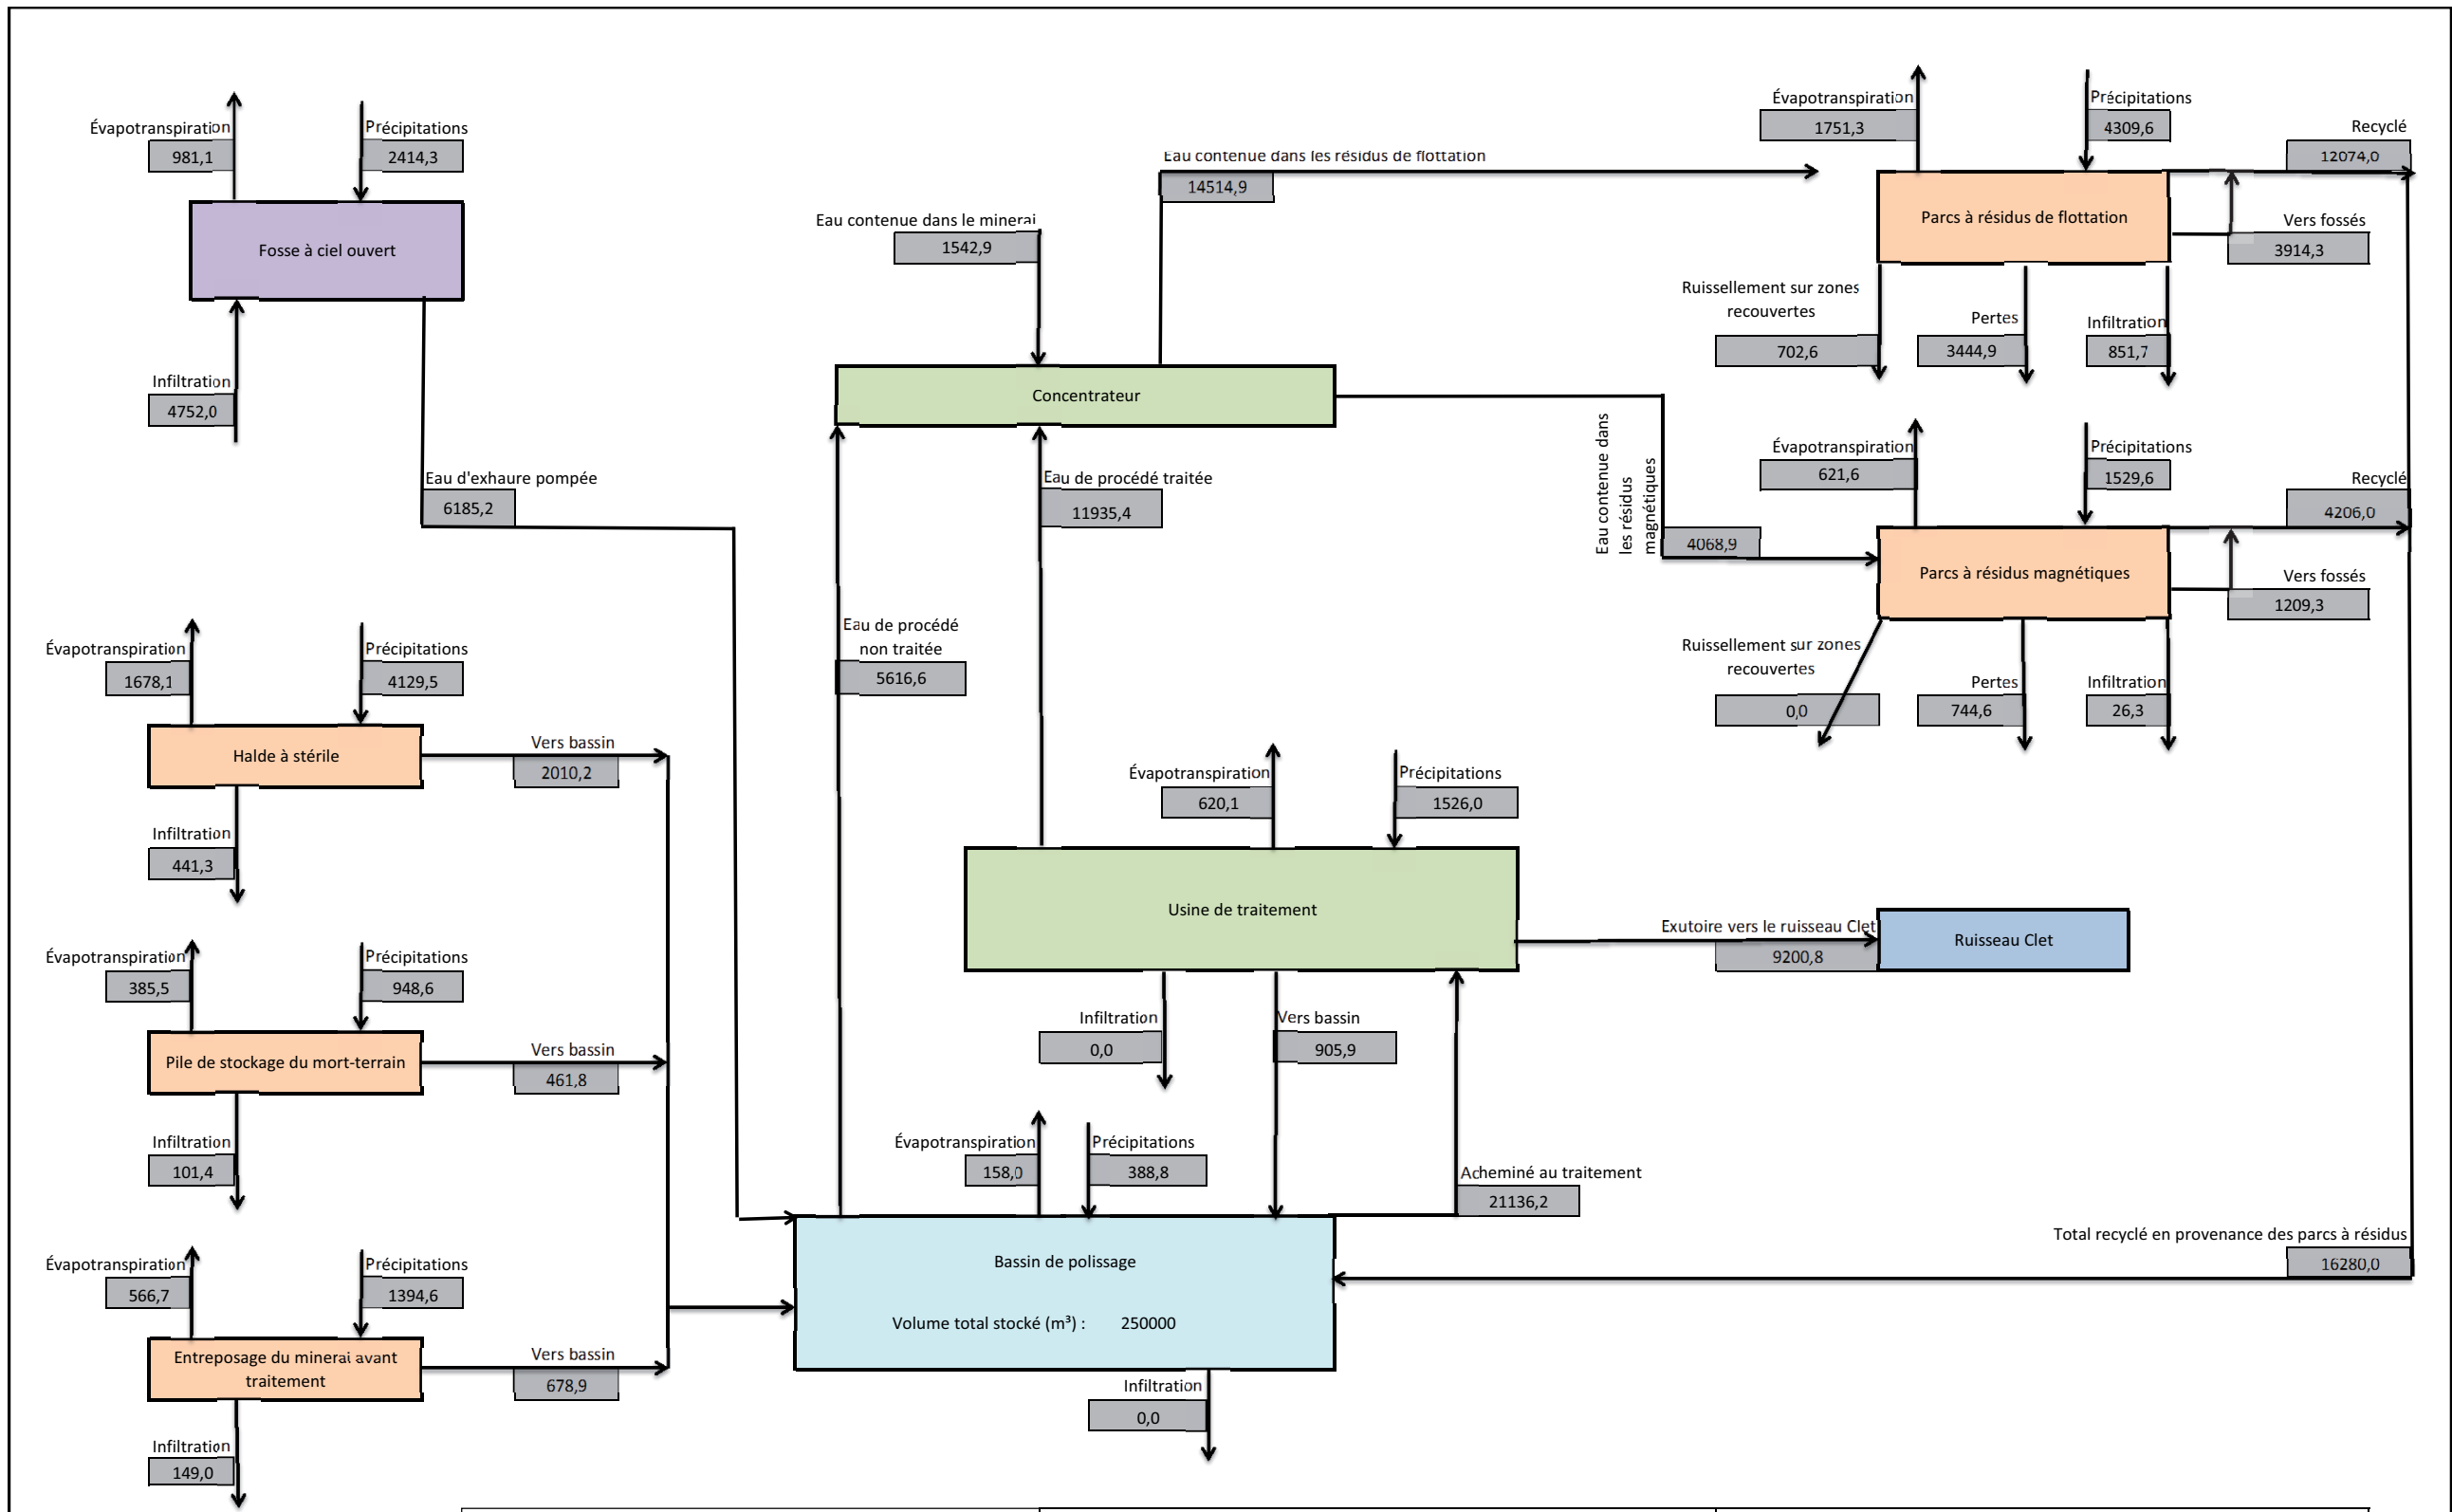 Évapotranspiration
981,1
Précipitations
2414,3
Fosse à ciel ouvert
Infiltration
4752,0
Eau d'exhaure pompée
6185,2
Évapotranspiration
1678,1
Précipitations
4129,5
Halde à stérile
Vers bassin
2010,2
Infiltration
441,3
Évapotranspiration
385,5
Précipitations
948,6
Pile de stockage du mort-terrain
Vers bassin
461,8
Infiltration
101,4
Évapotranspiration
566,7
Précipitations
1394,6
Entreposage du minerai avant
traitement
Vers bassin
678,9
Infiltration
149,0
Eau contenue dans les résidus de flottation
14514,9
Eau contenue dans le minerai
1542,9
Concentrateur
Eau de procédé traitée
11935,4
Eau de procédé
non traitée
5616,6
Eau contenue dans
les résidus
magnétiques
4068,9
Évapotranspiration
620,1
Précipitations
1526,0
Usine de traitement
Exutoire vers le ruisseau Clet
9200,8
Ruisseau Clet
Infiltration
0,0
Vers bassin
905,9
Évapotranspiration
158,0
Précipitations
388,8
Acheminé au traitement
21136,2
Bassin de polissage
Volume total stocké (m³) : 250000
Infiltration
0,0
Évapotranspiration
1751,3
Précipitations
4309,6
Recyclé
12074,0
Parcs à résidus de flottation
Vers fossés
3914,3
Ruissellement sur zones
recouvertes
702,6
Pertes
3444,9
Infiltration
851,7
Évapotranspiration
621,6
Précipitations
1529,6
Recyclé
4206,0
Parcs à résidus magnétiques
Vers fossés
1209,3
Ruissellement sur zones
recouvertes
0,0
Pertes
744,6
Infiltration
26,3
Total recyclé en provenance des parcs à résidus
16280,0